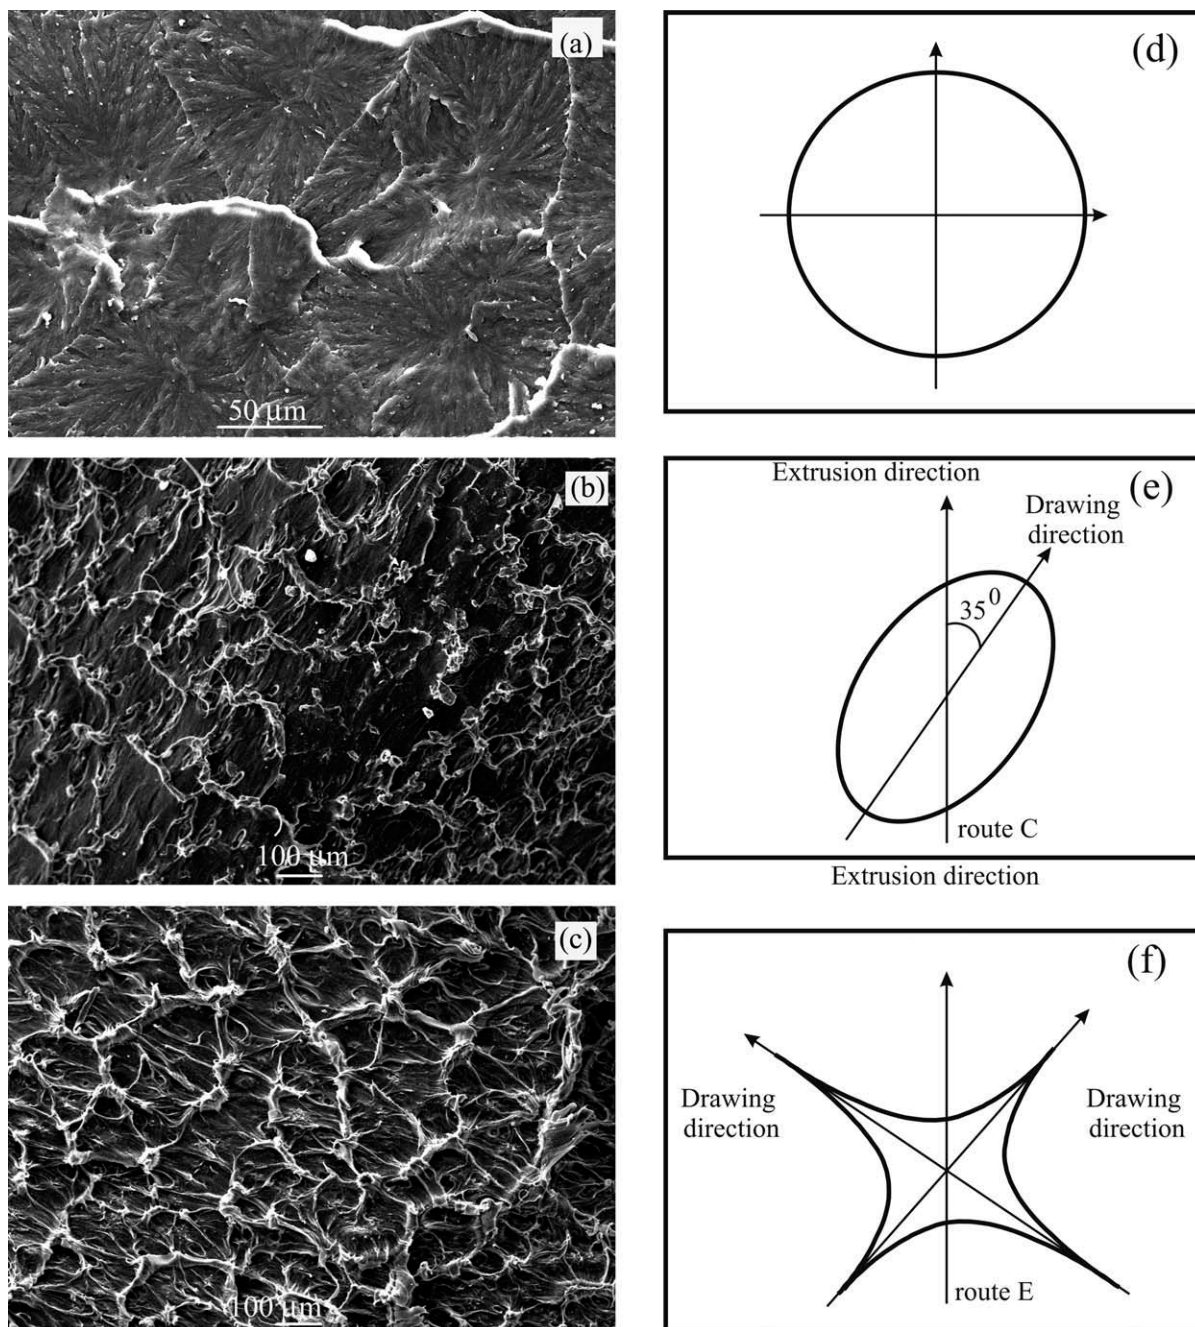 (a)
50 μm
(d)
(b)
100 μm
Extrusion direction
(e)
Drawing
direction
35⁰
route C
Extrusion direction
(c)
100 μm
(f)
Drawing
direction
Drawing
direction
route E